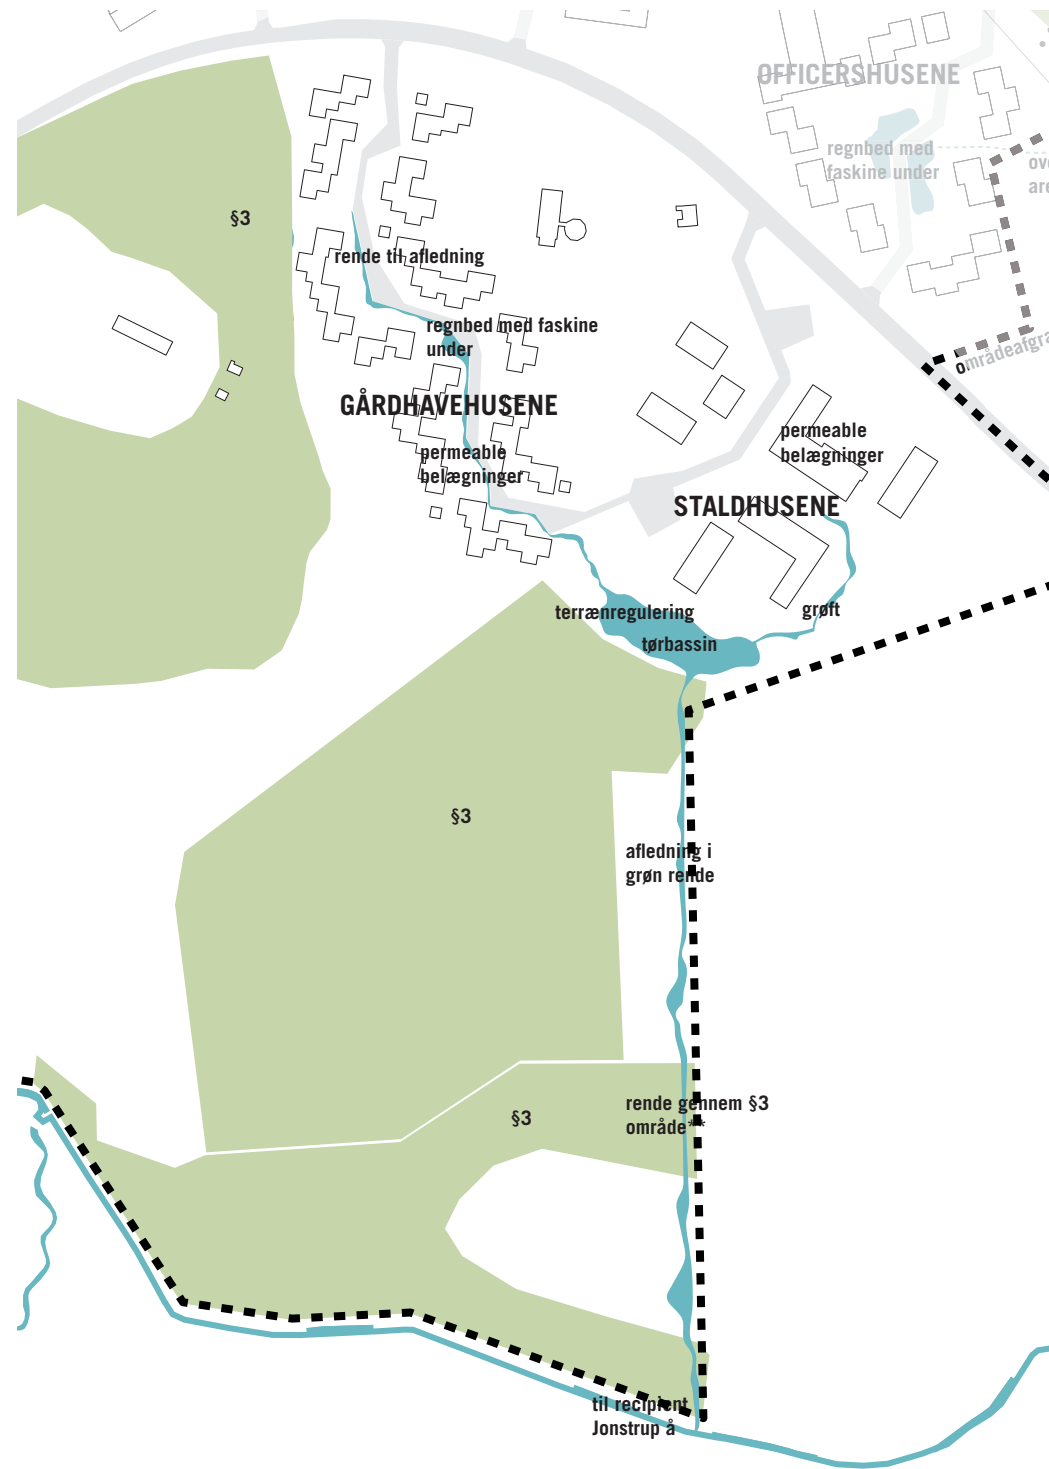 OFFICERSHUSENE
regnbed med
faskine under
§3
rende til afledning
regnbed med faskine
under
GÅRDHAVEHUSENE
permeable
belægninger
permeable
belægninger
STALDHUSENE
terrænregulering
tørbassin
grøft
§3
afledning i
grøn rende
§3
rende gennem §3
område**
til recipient
Jonstrup å